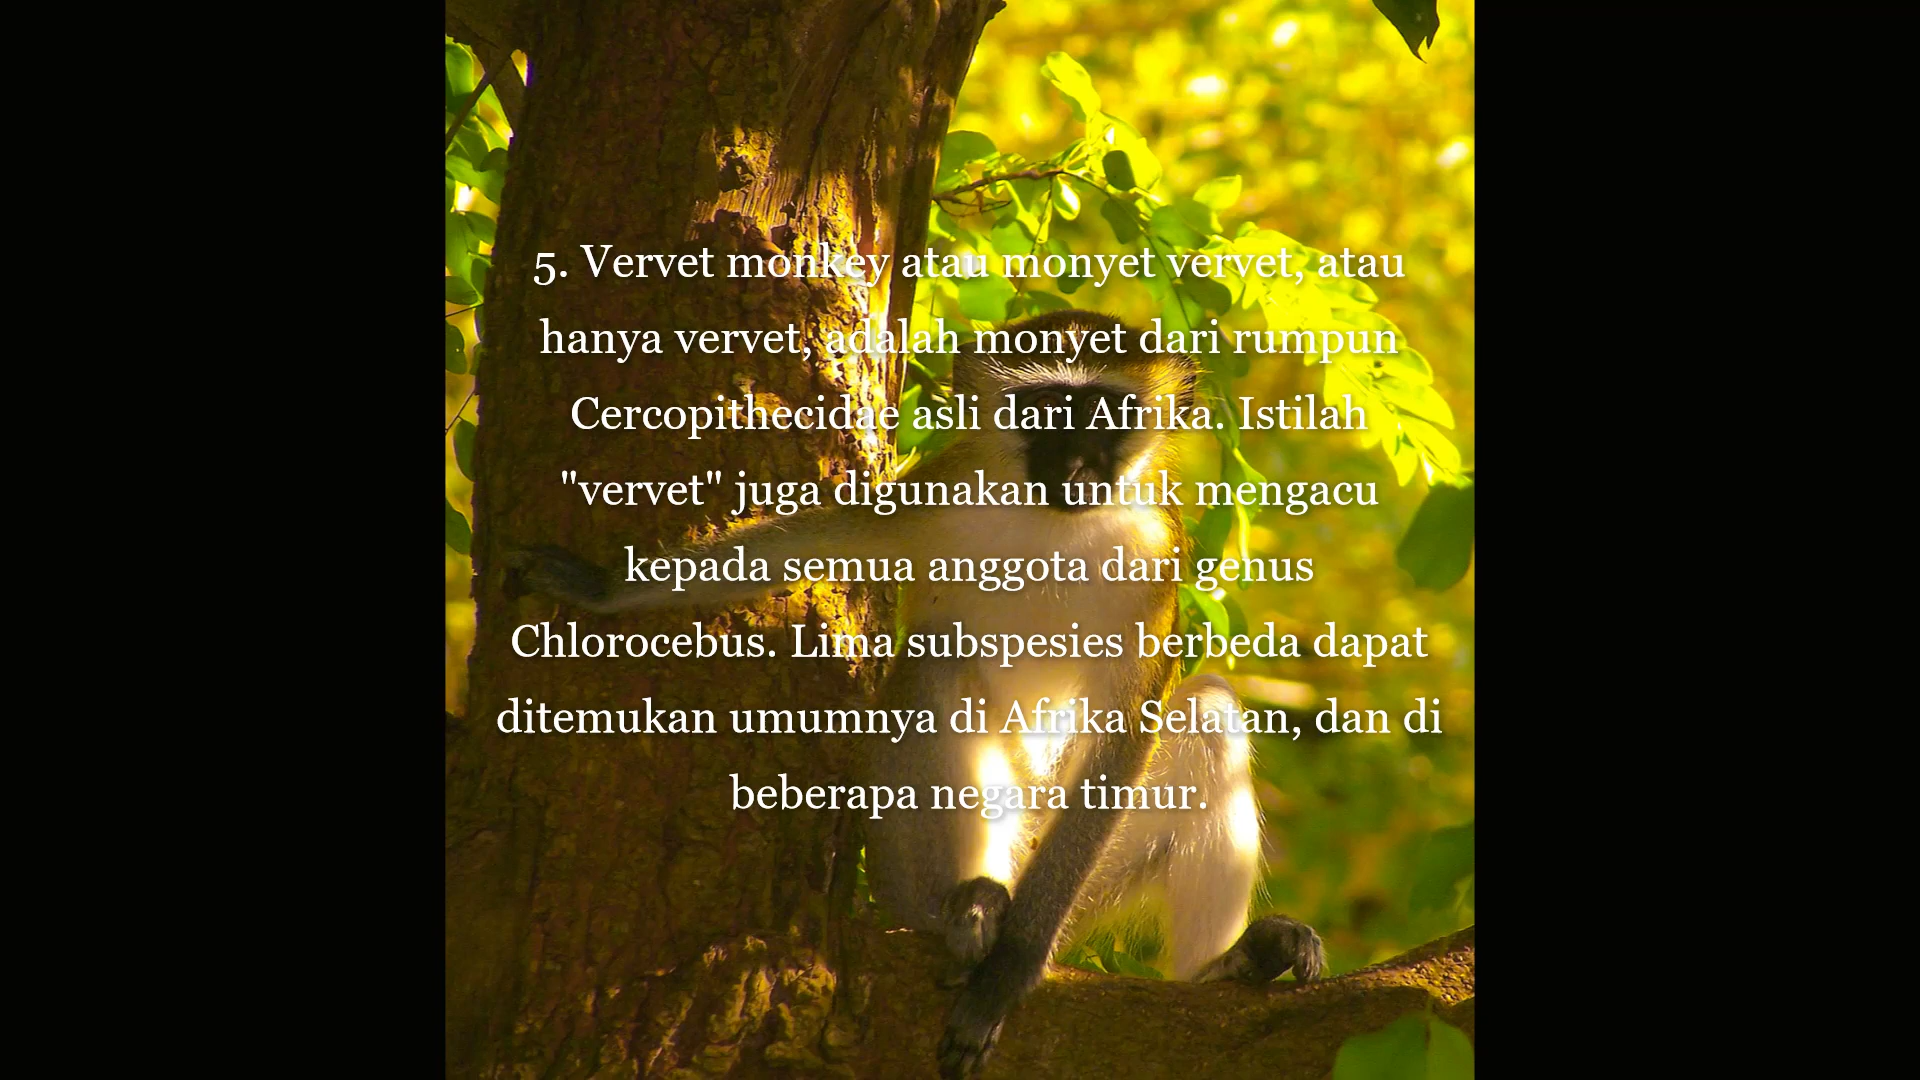 5. Vervet monkey atau monyet vervet, atau
hanya vervet, adalah monyet dari rumpun
Cercopithecidae asli dari Afrika. Istilah
"vervet" juga digunakan untuk mengacu
kepada semua anggota dari genus
Chlorocebus. Lima subspesies berbeda dapat
ditemukan umumnya di Afrika Selatan, dan di
beberapa negara timur.